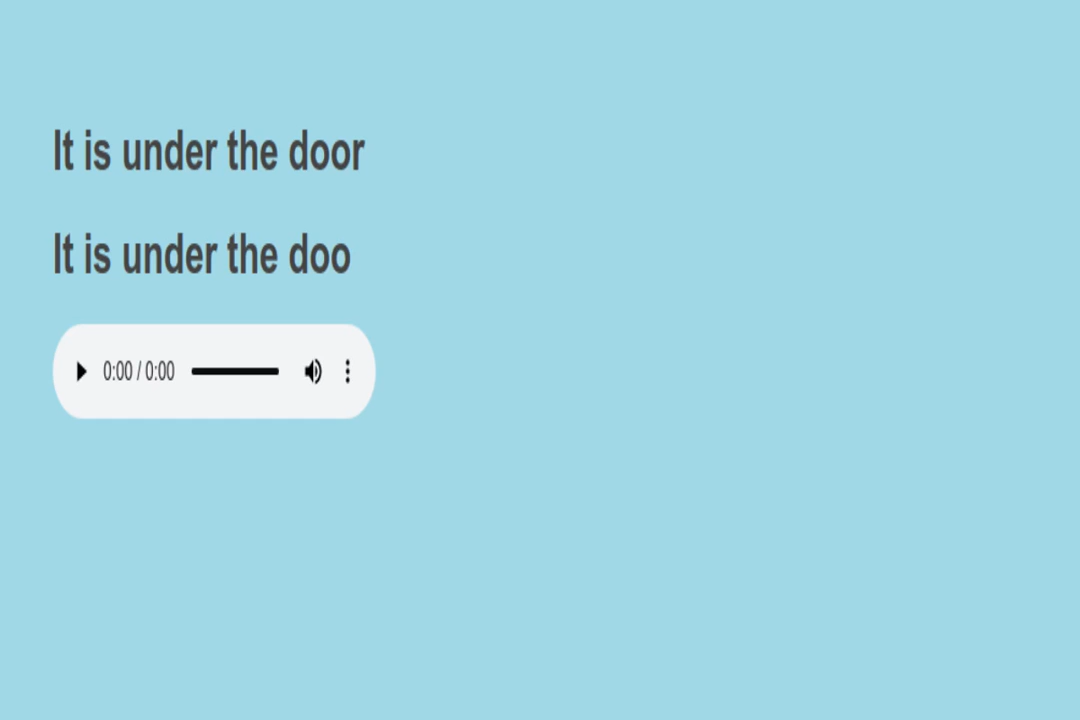 It is under the door
It is under the doo
0:00 / 0:00